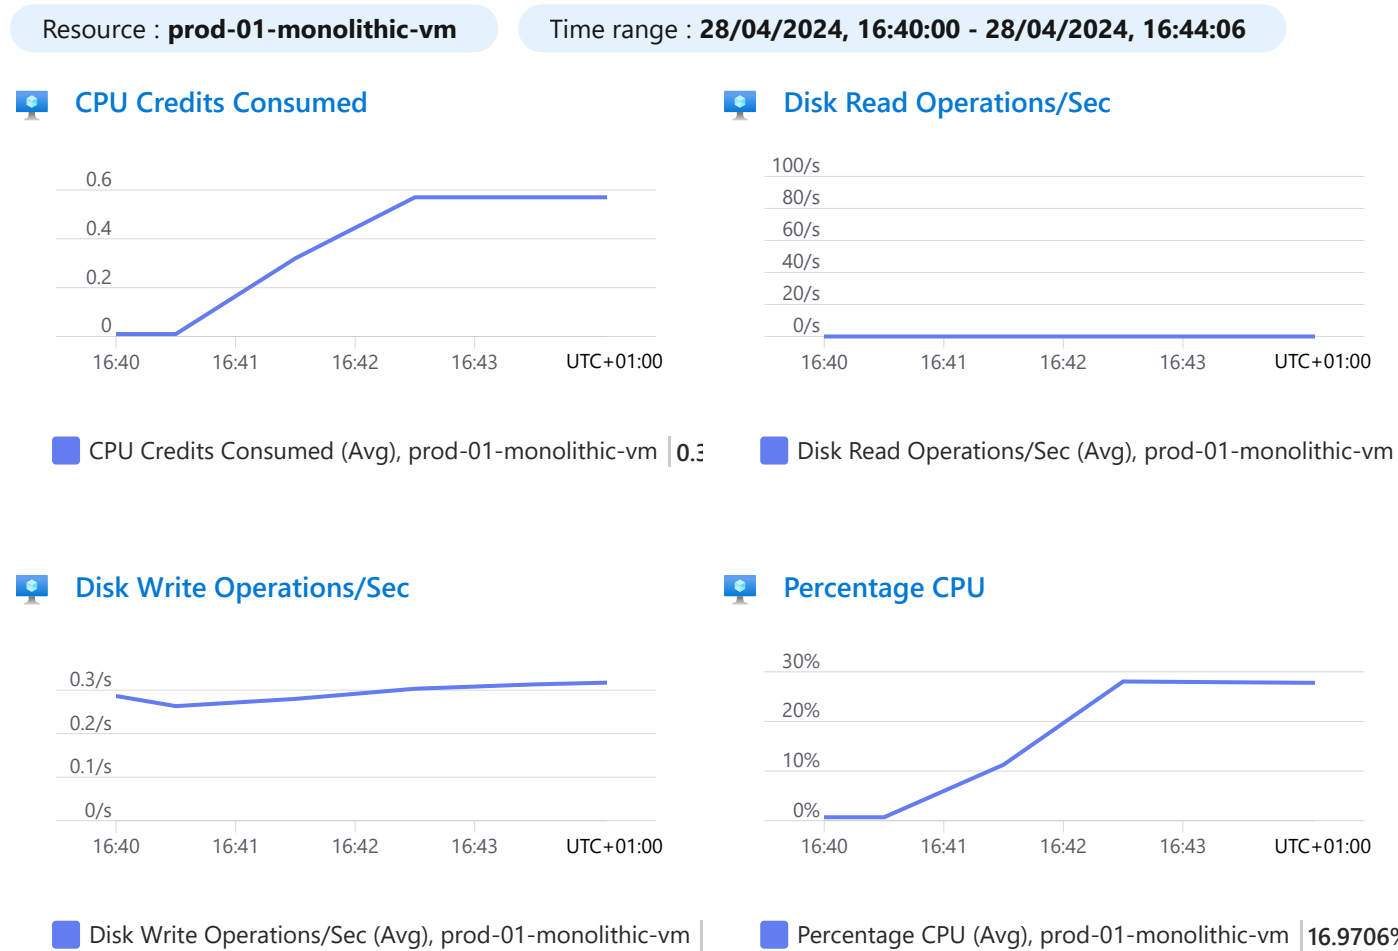 Resource : prod-01-monolithic-vm
Time range : 28/04/2024, 16:40:00 - 28/04/2024, 16:44:06
CPU Credits Consumed
0.6
0.4
0.2
0
16:40 16:41 16:42 16:43 UTC+01:00
CPU Credits Consumed (Avg), prod-01-monolithic-vm
Disk Read Operations/Sec
100/s
80/s
60/s
40/s
20/s
0/s
16:40 16:41 16:42 16:43 UTC+01:00
Disk Read Operations/Sec (Avg), prod-01-monolithic-vm
Disk Write Operations/Sec
0.3/s
0.2/s
0.1/s
0/s
16:40 16:41 16:42 16:43 UTC+01:00
Disk Write Operations/Sec (Avg), prod-01-monolithic-vm
Percentage CPU
30%
20%
10%
0%
16:40 16:41 16:42 16:43 UTC+01:00
Percentage CPU (Avg), prod-01-monolithic-vm 16.9706%